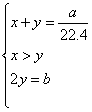 x + y = a/22.4
x > y
2y = b